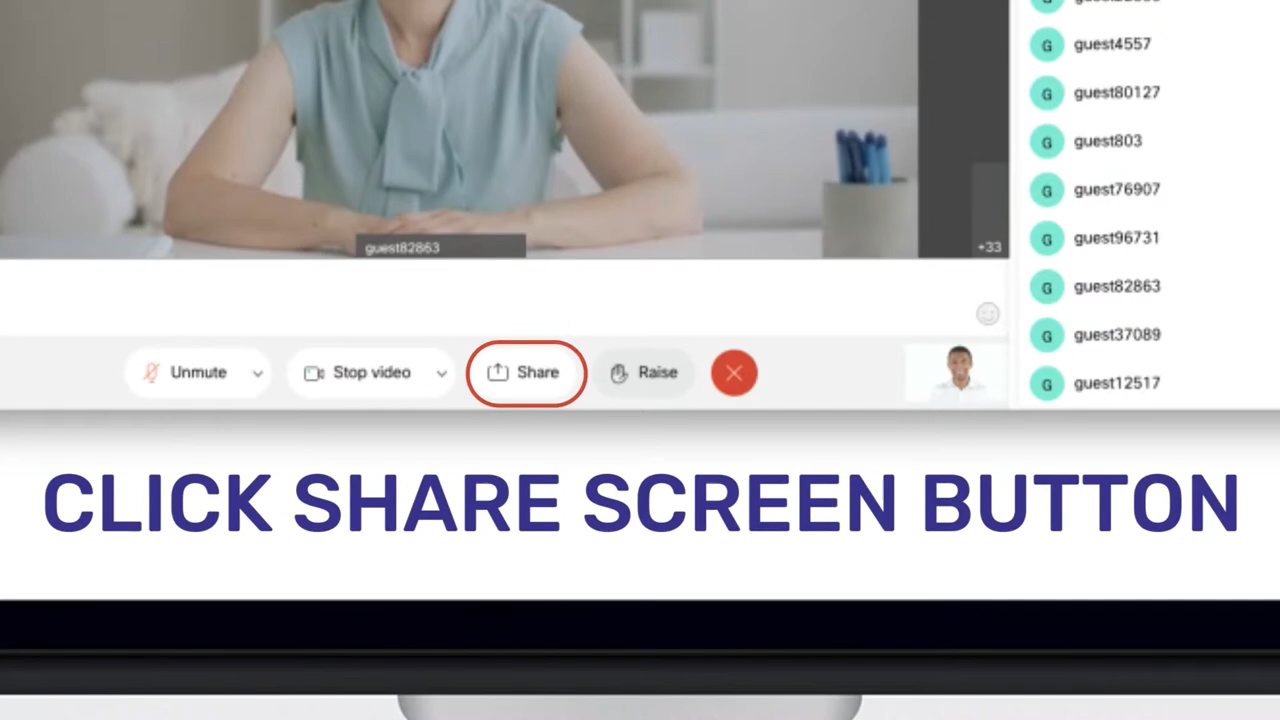 guest4557
guest80127
guest803
guest76907
guest96731
guest82863
+33
guest82863
guest37089
guest12517
Unmute
Stop video
Share
Raise
CLICK SHARE SCREEN BUTTON